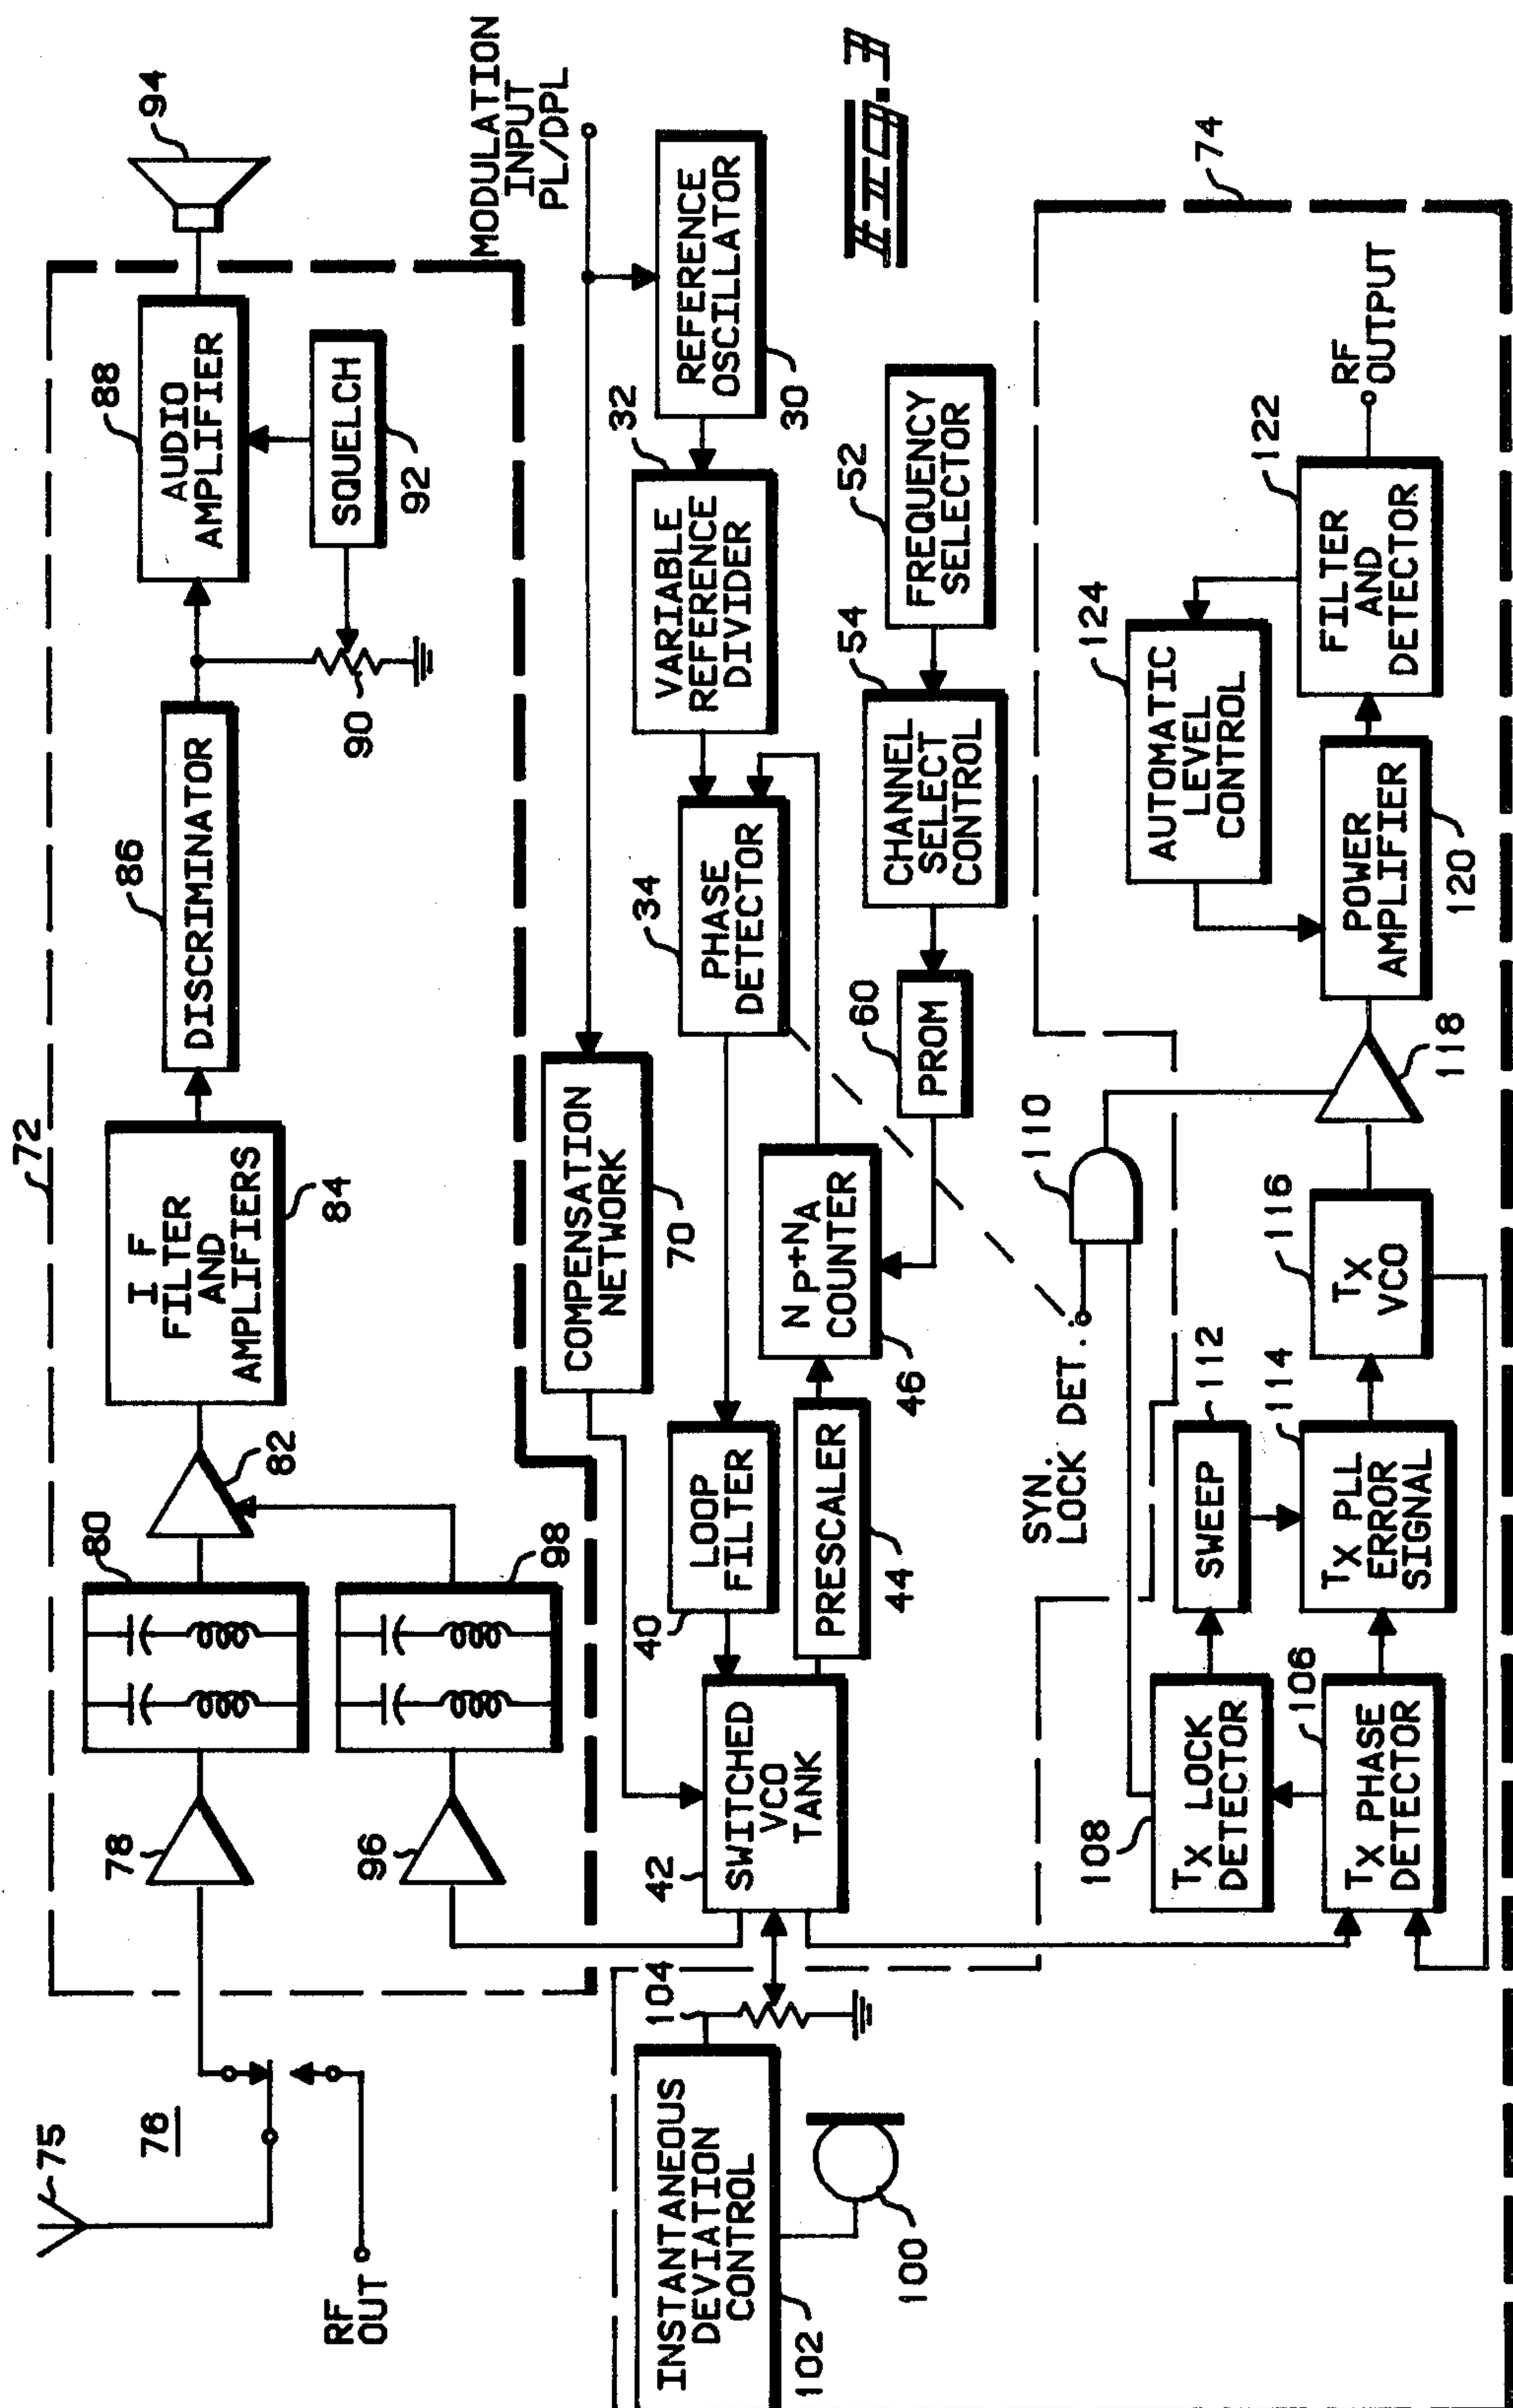 72
I F
FILTER
AND
AMPLIFIERS
84
86
DISCRIMINATOR
88
AUDIO
AMPLIFIER
94
SQUELCH
92
90
75
76
RF
OUT
78
80
82
96
98
MODULATION
INPUT
PL/DPL
COMPENSATION
NETWORK
70
34
PHASE
DETECTOR
32
VARIABLE
REFERENCE
DIVIDER
REFERENCE
OSCILLATOR
30
40
LOOP
FILTER
42
SWITCHED
VCO
TANK
PRESCALER
44
NP+NA
COUNTER
46
60
PROM
54
CHANNEL
SELECT
CONTROL
52
FREQUENCY
SELECTOR
FIG. 3
INSTANTANEOUS
DEVIATION
CONTROL
102
100
104
SYN.
LOCK DET.
110
74
108
TX LOCK
DETECTOR
SWEEP
112
106
TX PHASE
DETECTOR
114
TX PLL
ERROR
SIGNAL
116
TX
VCO
118
POWER
AMPLIFIER
120
124
AUTOMATIC
LEVEL
CONTROL
122
FILTER
AND
DETECTOR
RF
OUTPUT